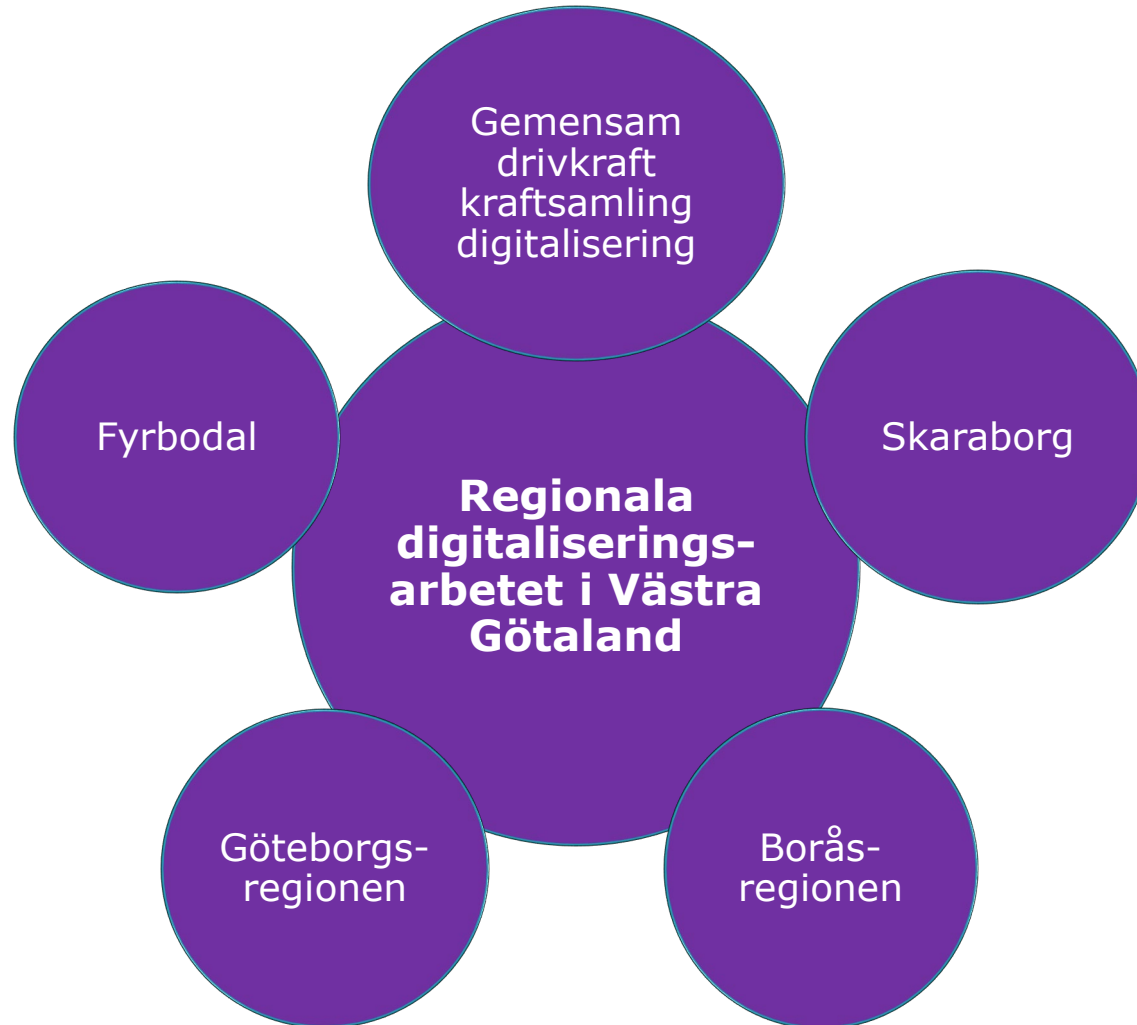 Gemensam
drivkraft
kraftsamling
digitalisering
Fyrbodal
Skaraborg
Regionala
digitaliserings-
arbetet i Västra
Götaland
Göteborgs-
regionen
Borås-
regionen